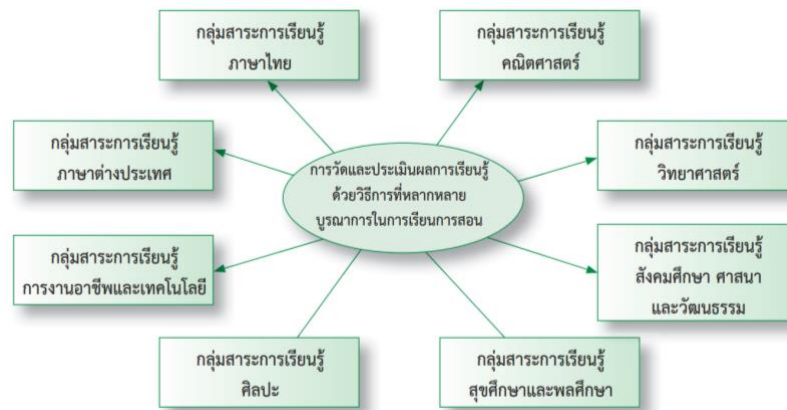 กลุ่มสาระการเรียนรู้
ภาษาไทย
กลุ่มสาระการเรียนรู้
คณิตศาสตร์
กลุ่มสาระการเรียนรู้
ภาษาต่างประเทศ
การวัดและประเมินผลการเรียนรู้
ด้วยวิธีการที่หลากหลาย
บูรณาการในการเรียนการสอน
กลุ่มสาระการเรียนรู้
วิทยาศาสตร์
กลุ่มสาระการเรียนรู้
การงานอาชีพและเทคโนโลยี
กลุ่มสาระการเรียนรู้
สังคมศึกษา ศาสนา
และวัฒนธรรม
กลุ่มสาระการเรียนรู้
ศิลปะ
กลุ่มสาระการเรียนรู้
สุขศึกษาและพลศึกษา